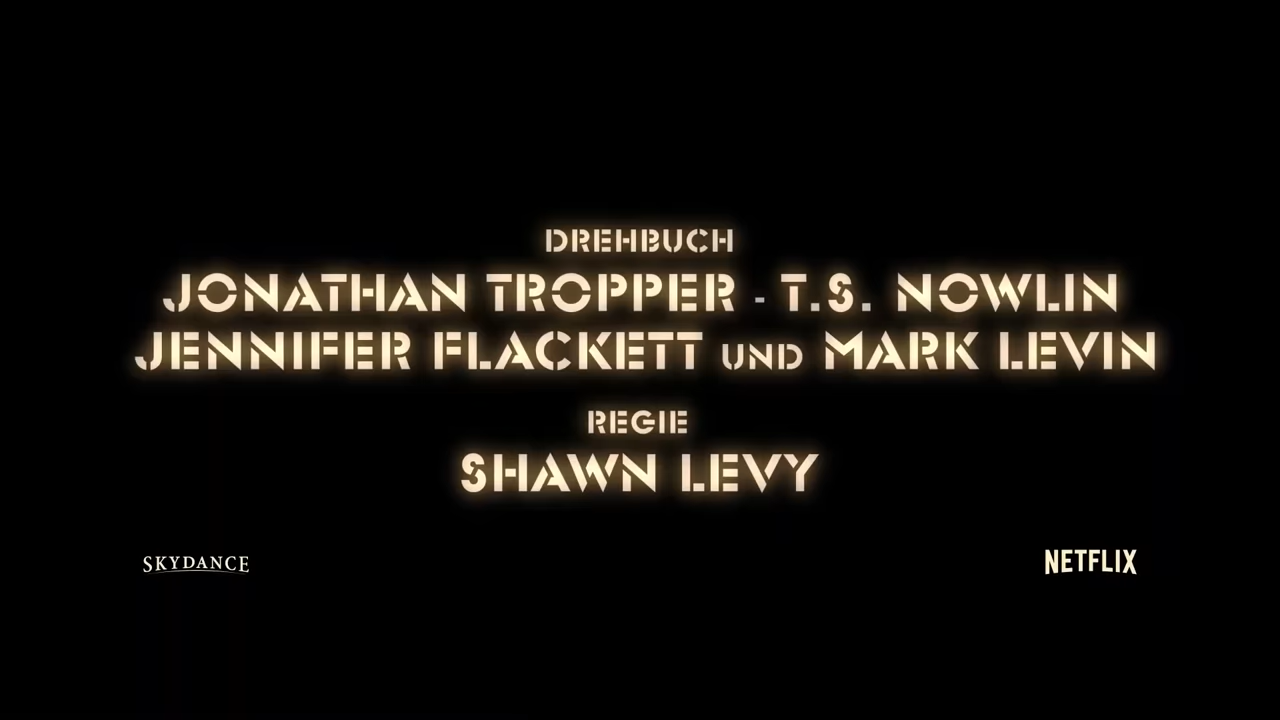 DREHBUCH
JONATHAN TROPPER - T.S. NOWLIN
JENNIFER FLACKETT UND MARK LEVIN
REGIE
SHAWN LEVY
SKYDANCE
NETFLIX